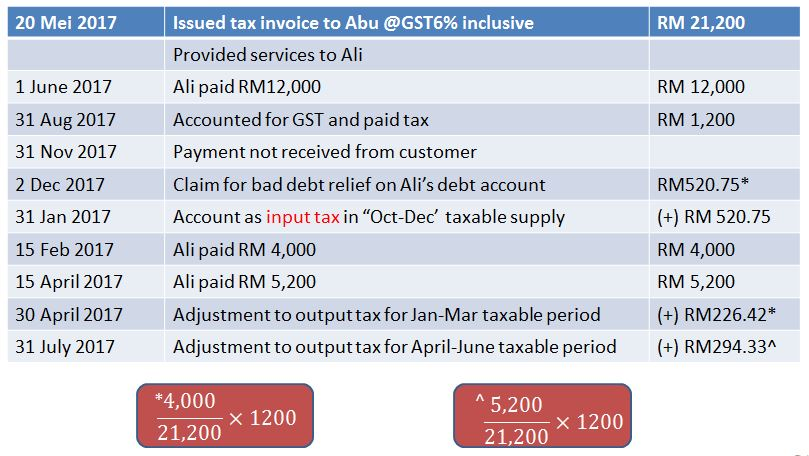 20 Mei 2017 Issued tax invoice to Abu @GST6% inclusive RM 21,200
Provided services to Ali
1 June 2017 Ali paid RM12,000 RM 12,000
31 Aug 2017 Accounted for GST and paid tax RM 1,200
31 Nov 2017 Payment not received from customer
2 Dec 2017 Claim for bad debt relief on Ali’s debt account RM520.75*
31 Jan 2017 Account as input tax in “Oct-Dec’ taxable supply (+) RM 520.75
15 Feb 2017 Ali paid RM 4,000 RM 4,000
15 April 2017 Ali paid RM 5,200 RM 5,200
30 April 2017 Adjustment to output tax for Jan-Mar taxable period (+) RM226.42*
31 July 2017 Adjustment to output tax for April-June taxable period (+) RM294.33^
*4,000
21,200 × 1200
^ 5,200
21,200 × 1200